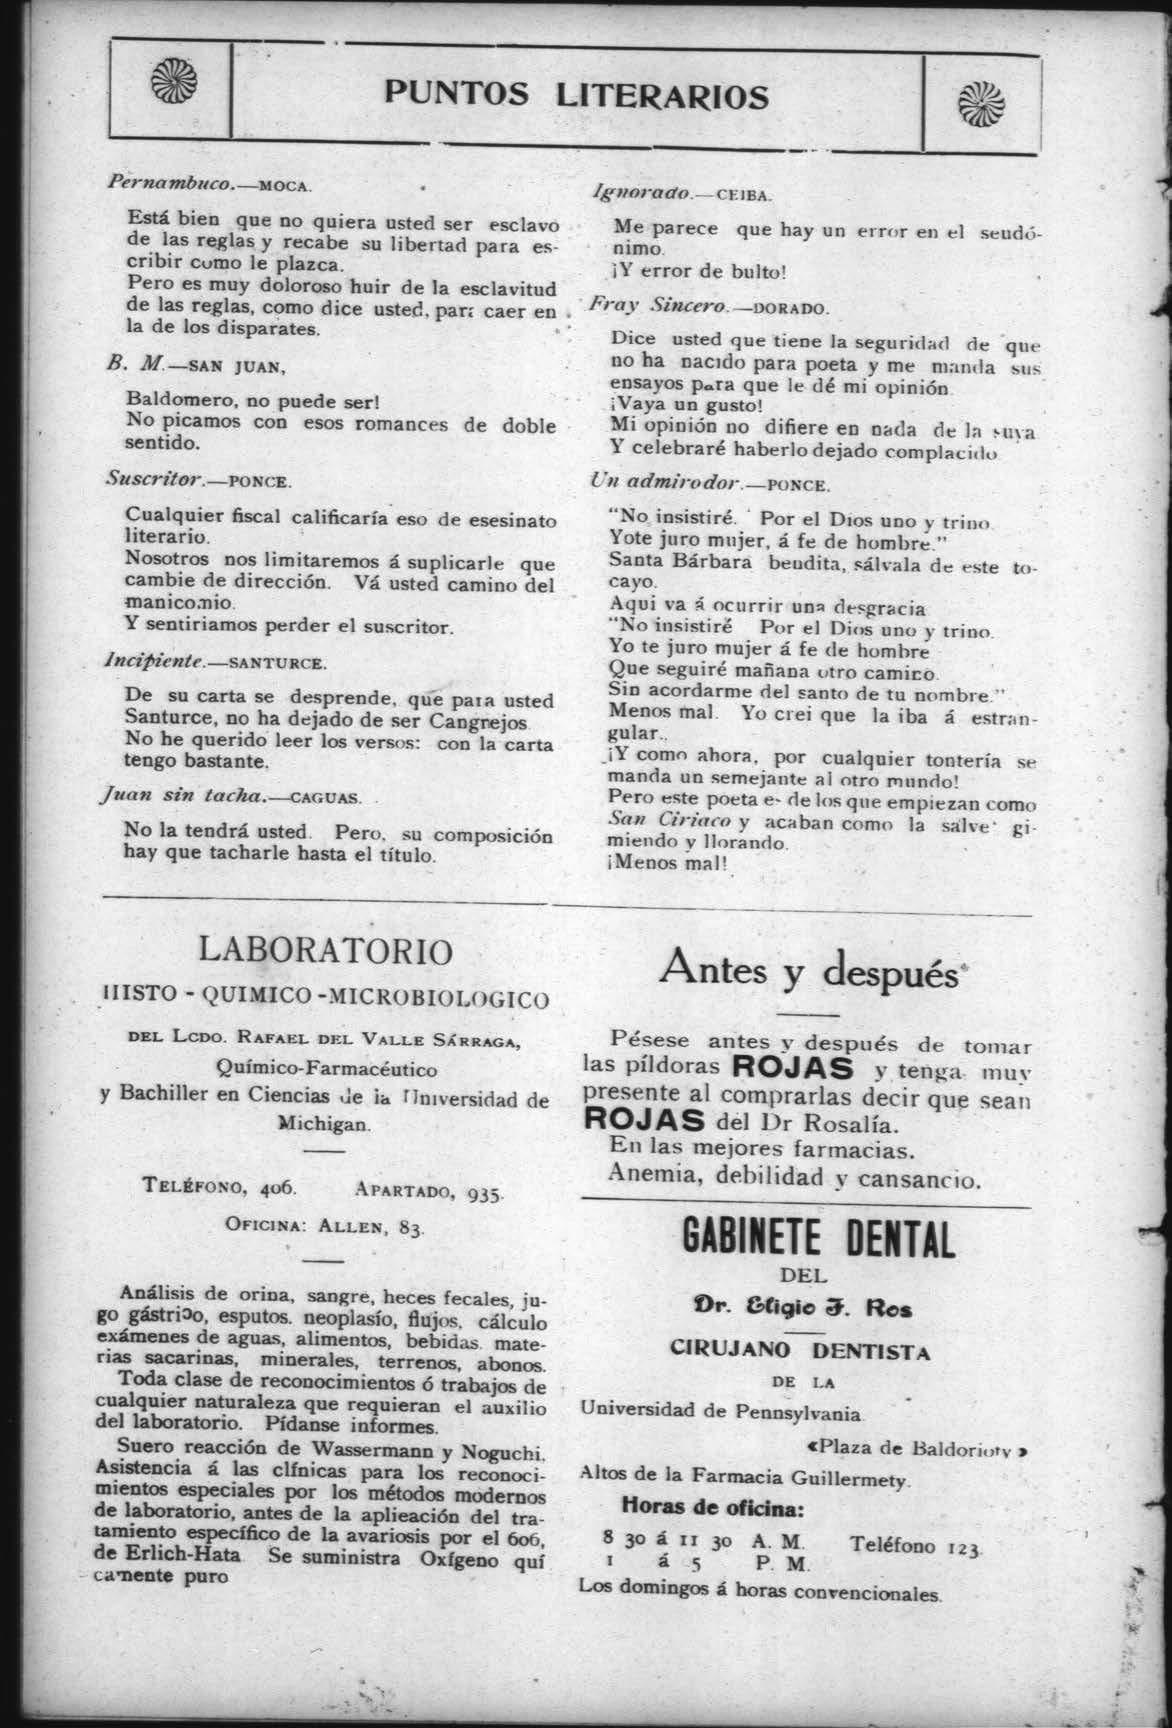 PUNTOS LITERARIOS
Pernambuco.—MOCA.
Está bien que no quiera usted ser esclavo
de las reglas y recabe su libertad para es-
cribir como le plazca.
Pero es muy doloroso huir de la esclavitud
de las reglas, como dice usted, para caer en
la de los disparates.
B. M.—SAN JUAN,
Baldomero, no puede ser!
No picamos con esos romances de doble
sentido.
Suscritor.—PONCE.
Cualquier fiscal calificaría eso de esesinato
literario.
Nosotros nos limitaremos á suplicarle que
cambie de dirección. Vá usted camino del
manicomio.
Y sentiriamos perder el suscritor.
Incipiente.—SANTURCE.
De su carta se desprende, que para usted
Santurce, no ha dejado de ser Cangrejos.
No he querido leer los versos: con la carta
tengo bastante.
Juan sin tacha.—CAGUAS.
No la tendrá usted. Pero, su composición
hay que tacharle hasta el título.
Ignorado.—CEIBA.
Me parece que hay un error en el seudó-
nimo.
¡Y error de bulto!
Fray Sincero.—DORADO.
Dice usted que tiene la seguridad de que
no ha nacido para poeta y me manda sus
ensayos para que le dé mi opinión.
¡Vaya un gusto!
Mi opinión no difiere en nada de la suya
Y celebraré haberlo dejado complacido
Un admirodor.—PONCE.
"No insistiré. Por el Dios uno y trino
Yote juro mujer, á fe de hombre."
Santa Bárbara bendita, sálvala de este to-
cayo.
Aqui va á ocurrir una desgracia
"No insistiré Por el Dios uno y trino.
Yo te juro mujer á fe de hombre
Que seguiré mañana otro camino.
Sin acordarme del santo de tu nombre."
Menos mal. Yo crei que la iba á estran-
gular..
¡Y como ahora, por cualquier tontería se
manda un semejante al otro mundo!
Pero este poeta es de los que empiezan como
San Ciriaco y acaban como la salve: gi-
miendo y llorando.
¡Menos mal!
LABORATORIO
HISTO - QUIMICO -MICROBIOLOGICO
DEL LCDO. RAFAEL DEL VALLE SÁRRAGA,
Químico-Farmacéutico
y Bachiller en Ciencias de la Universidad de
Michigan.
TELÉFONO, 406. APARTADO, 935.
OFICINA: ALLEN, 83.
Análisis de orina, sangre, heces fecales, ju-
go gástrico, esputos. neoplasío, flujos, cálculo
exámenes de aguas, alimentos, bebidas. mate-
rias sacarinas, minerales, terrenos, abonos.
Toda clase de reconocimientos ó trabajos de
cualquier naturaleza que requieran el auxilio
del laboratorio. Pídanse informes.
Suero reacción de Wassermann y Noguchi.
Asistencia á las clínicas para los reconoci-
mientos especiales por los métodos modernos
de laboratorio, antes de la aplieación del tra-
tamiento específico de la avariosis por el 606,
de Erlich-Hata Se suministra Oxígeno quí
camente puro
Antes y después
Pésese antes y después de tomar
las píldoras ROJAS y tenga muy
presente al comprarlas decir que sean
ROJAS del Dr Rosalía.
En las mejores farmacias.
Anemia, debilidad y cansancio.
GABINETE DENTAL
DEL
Dr. Eligio F. Ros
CIRUJANO DENTISTA
DE LA
Universidad de Pennsylvania.
«Plaza de Baldorioty»
Altos de la Farmacia Guillermety.
Horas de oficina:
8 30 á 11 30 A. M. Teléfono 123.
1 á 5 P. M.
Los domingos á horas convencionales.